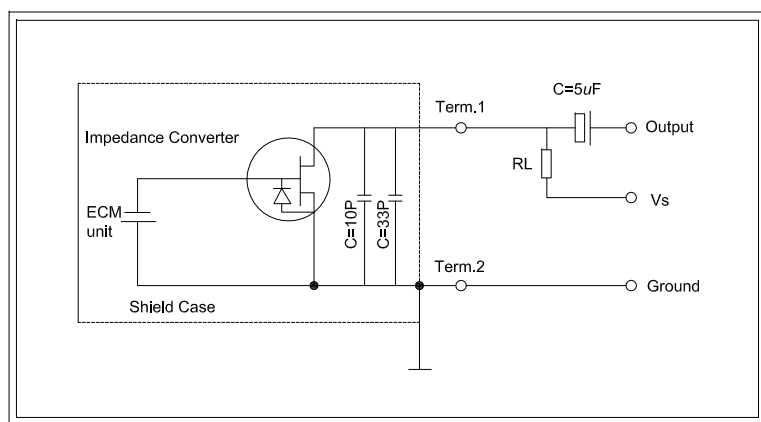 C=5uF
Term.1
Output
Impedance Converter
RL
C=10P
C=33P
Vs
ECM
unit
Term.2
Ground
Shield Case